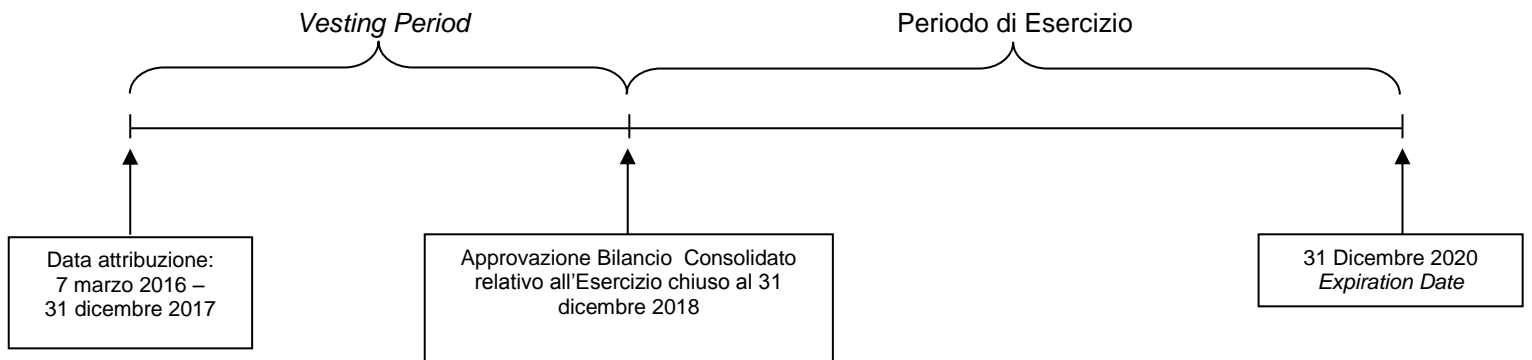 Vesting Period
Periodo di Esercizio
Data attribuzione:
7 marzo 2016 –
31 dicembre 2017
Approvazione Bilancio Consolidato
relativo all'Esercizio chiuso al 31
dicembre 2018
31 Dicembre 2020
Expiration Date